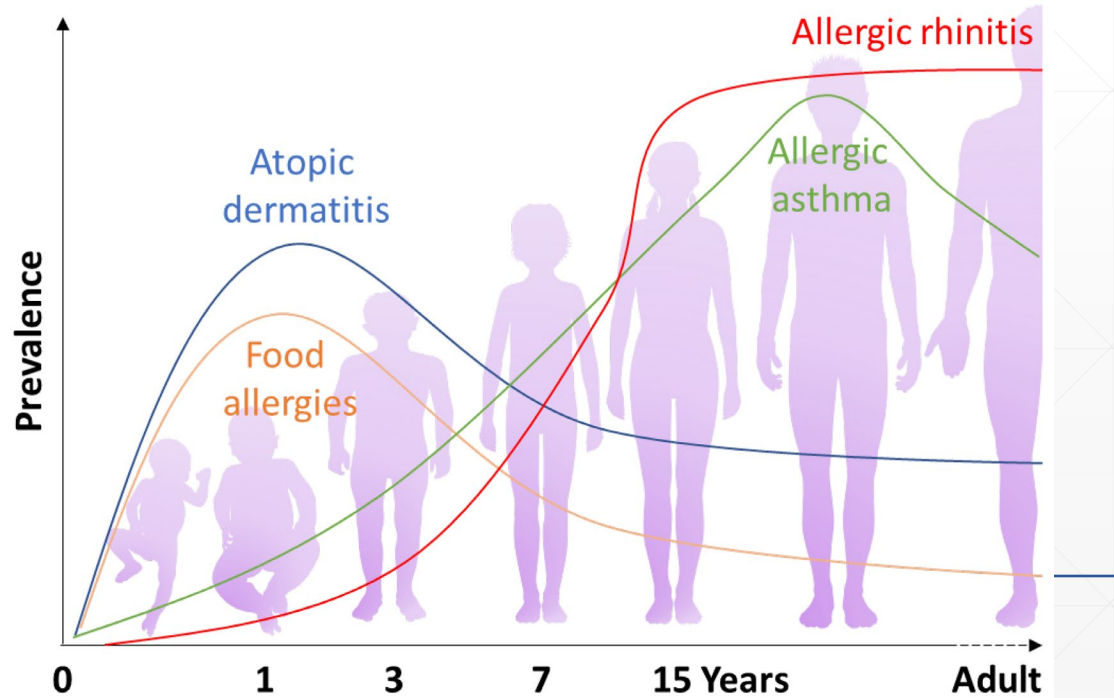 Allergic rhinitis
Atopic
dermatitis
Allergic
asthma
Food
allergies
Prevalence
0 1 3 7 15 Years Adult